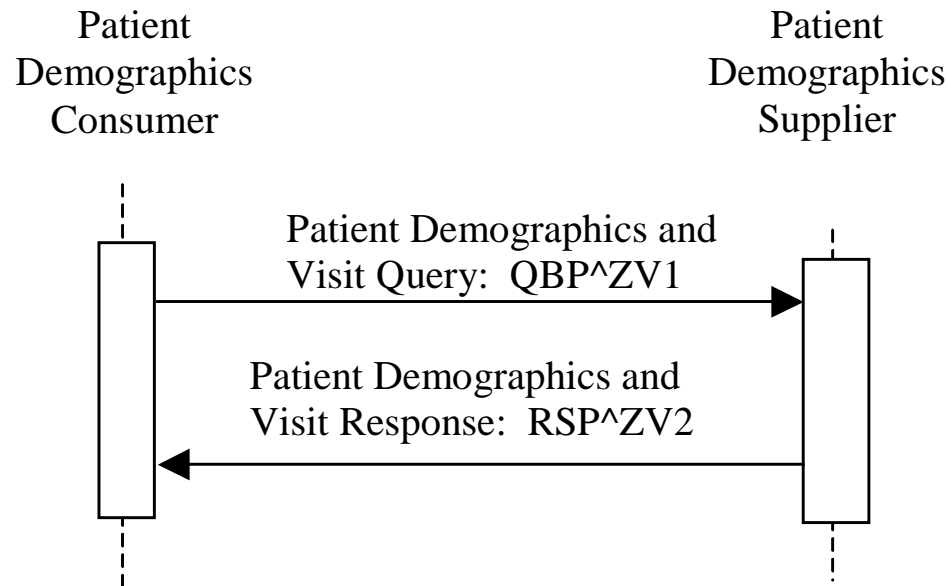 Patient
Demographics
Consumer
Patient
Demographics
Supplier
Patient Demographics and
Visit Query:  QBP^ZV1
Patient Demographics and
Visit Response:  RSP^ZV2